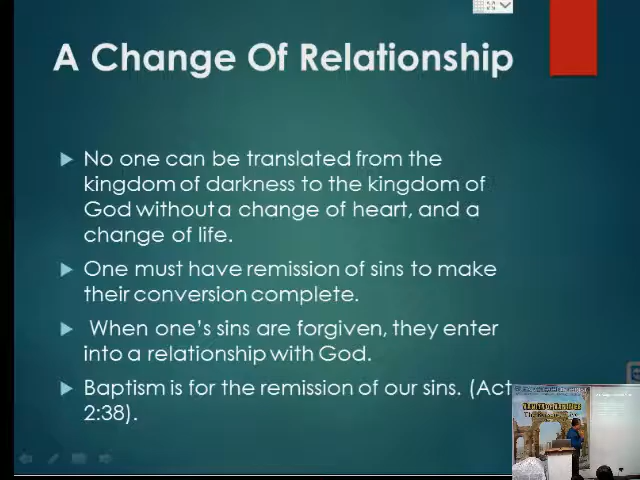 A Change Of Relationship
No one can be translated from the
kingdom of darkness to the kingdom of
God without a change of heart, and a
change of life.
One must have remission of sins to make
their conversion complete.
When one's sins are forgiven, they enter
into a relationship with God.
Baptism is for the remission of our sins. (Act
2:38).